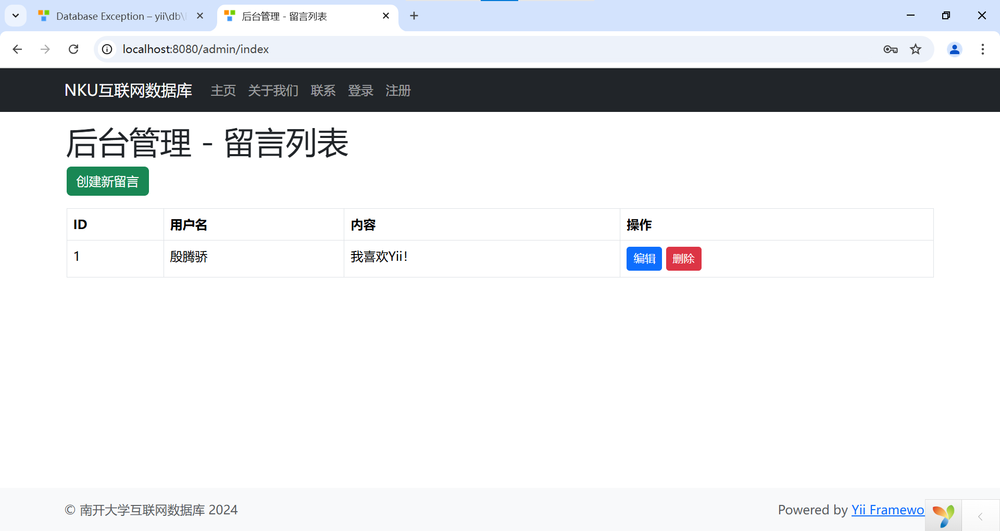 Database Exception – yii\db\
后台管理 - 留言列表
localhost:8080/admin/index
NKU互联网数据库 主页 关于我们 联系 登录 注册
后台管理 - 留言列表
创建新留言
ID 用户名 内容 操作
1 殷腾骄 我喜欢Yii! 编辑 删除
© 南开大学互联网数据库 2024
Powered by Yii Framewo